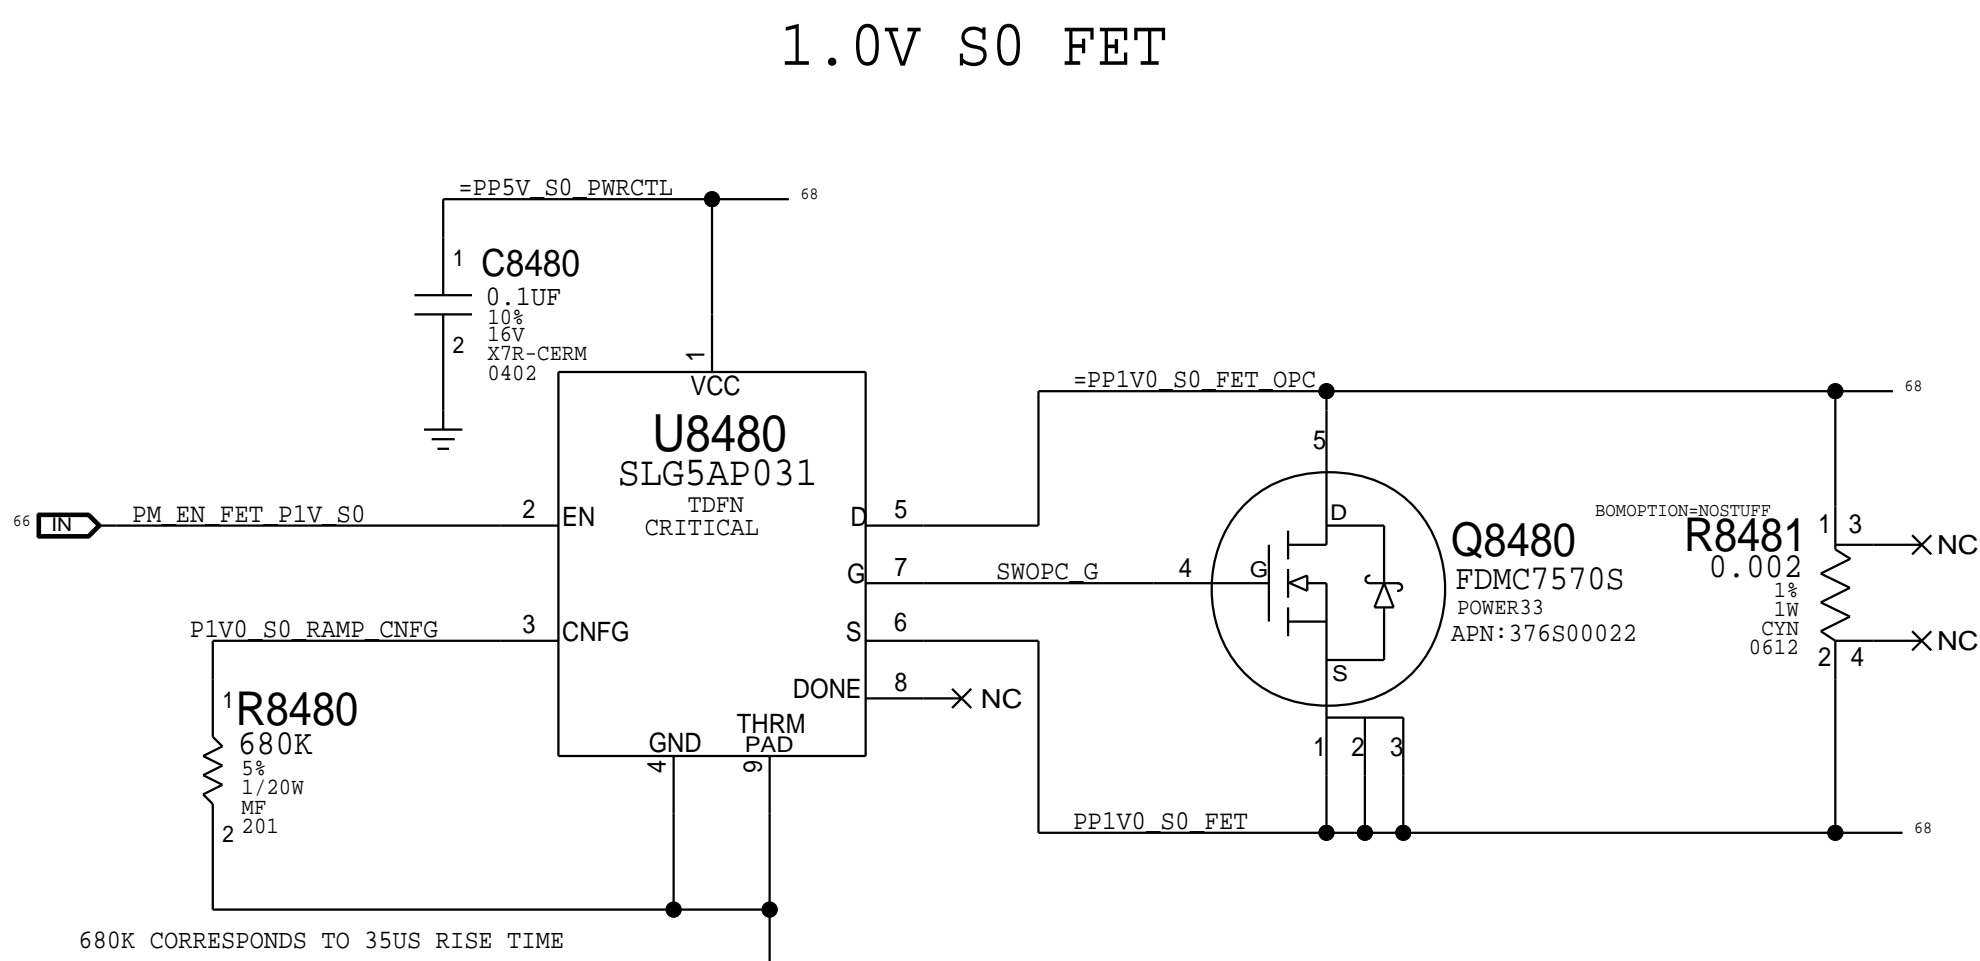 1.0V S0 FET
=PP5V_S0_PWRCTL
68
1
C8480
0.1UF
10%
16V
X7R-CERM
0402
2
1
VCC
U8480
SLG5AP031
TDFN
CRITICAL
=PP1V0_S0_FET_OPC
68
5
66
IN
PM_EN_FET_P1V_S0
2
EN
D
5
D
BOMOPTION=NOSTUFF
1
3
R8481
NC
0.002
1%
1W
CYN
0612
2
4
NC
Q8480
FDMC7570S
POWER33
APN:376S00022
G
7
SWOPC_G
4
G
P1V0_S0_RAMP_CNFG
3
CNFG
S
6
S
DONE
8
NC
1
R8480
680K
5%
1/20W
MF
201
2
GND
4
THRM
PAD
9
1
2
3
PP1V0_S0_FET
68
680K CORRESPONDS TO 35US RISE TIME